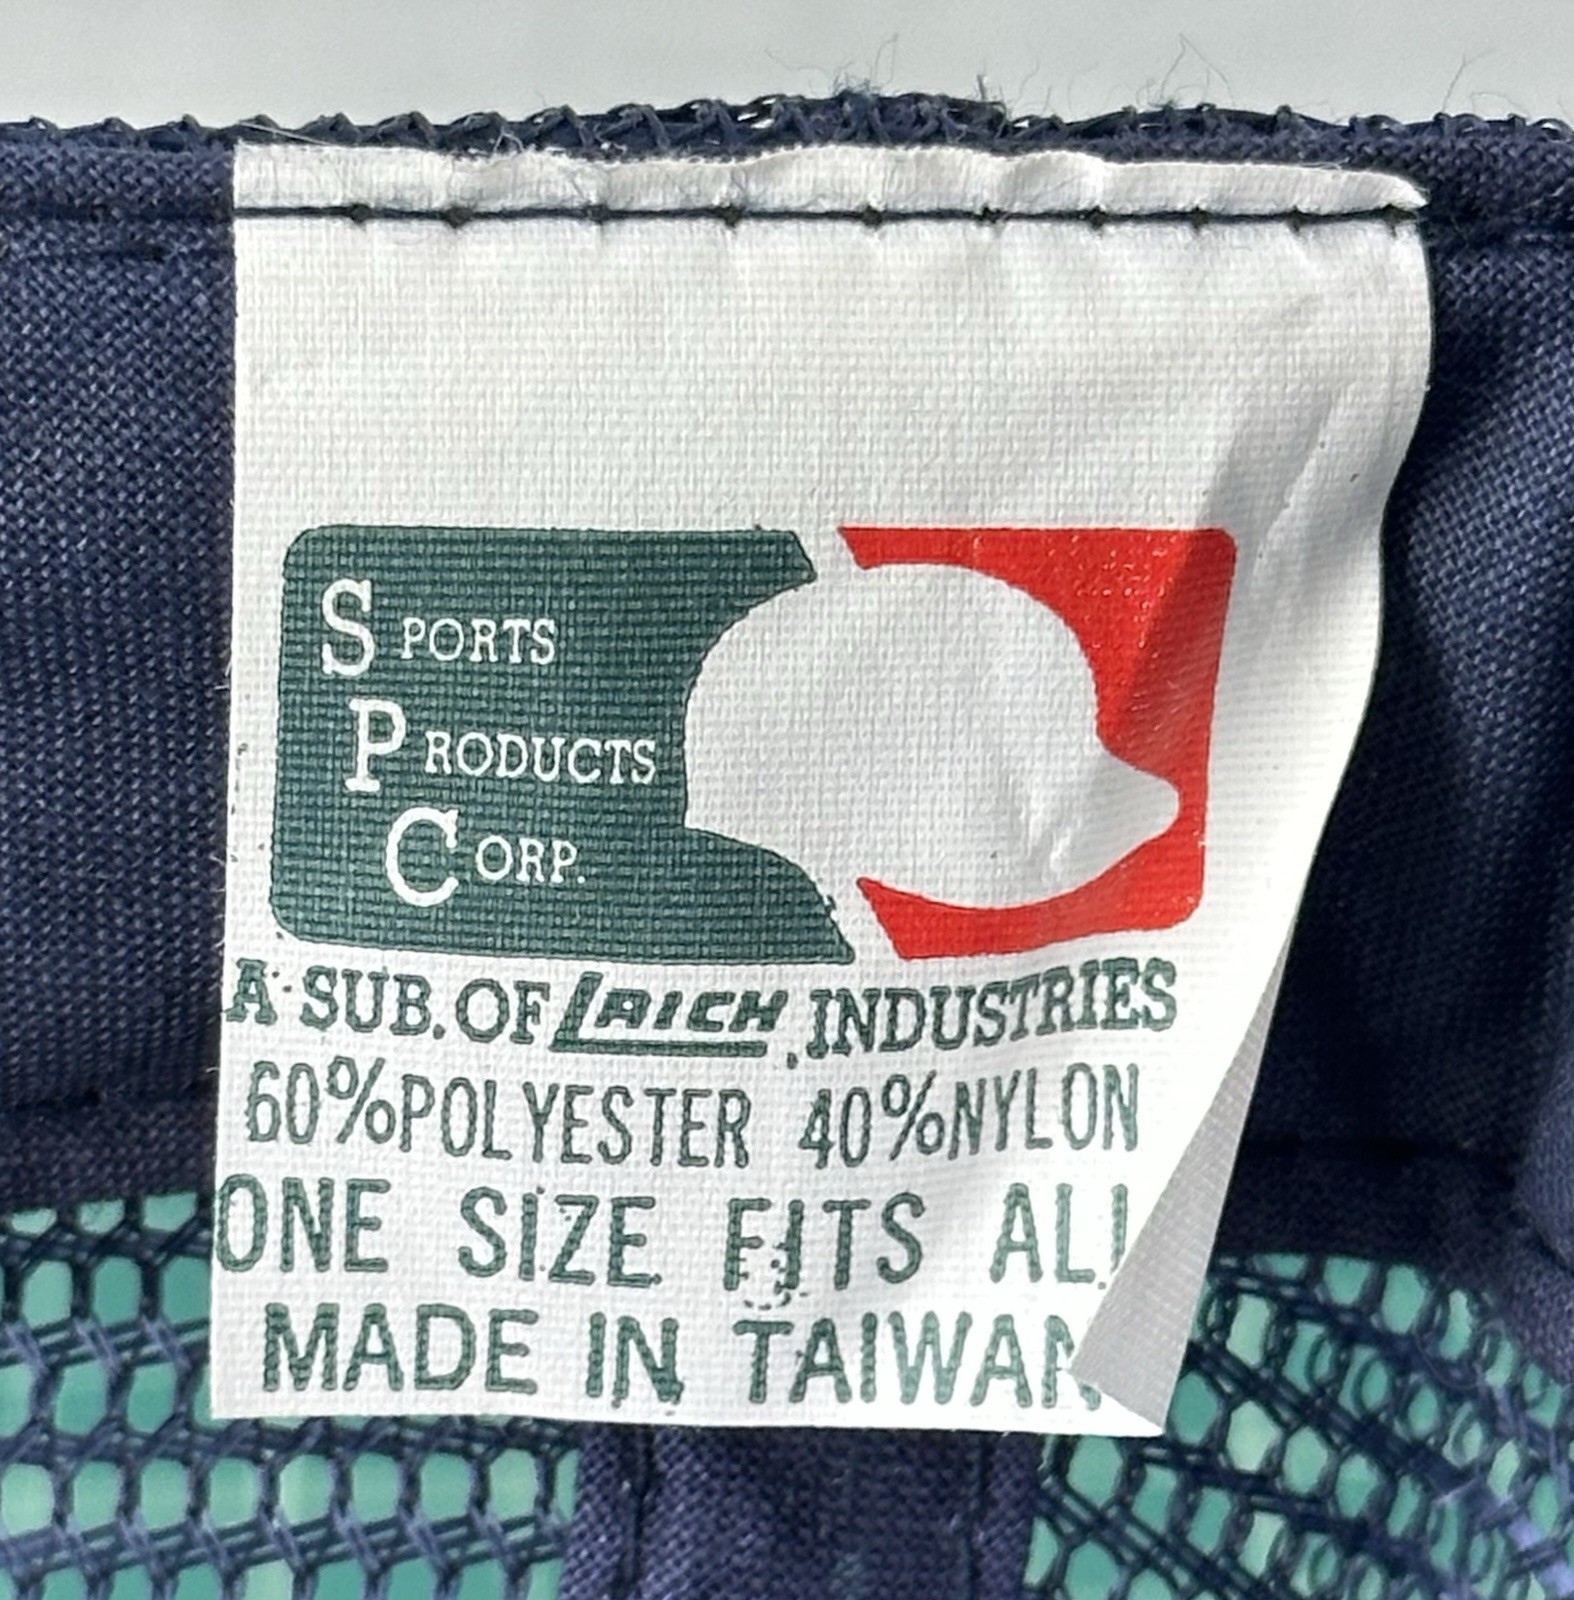 SPORTS
PRODUCTS
CORP.
A SUB. OF LAICH INDUSTRIES
60%POLYESTER 40%NYLON
ONE SIZE FITS ALL
MADE IN TAIWAN